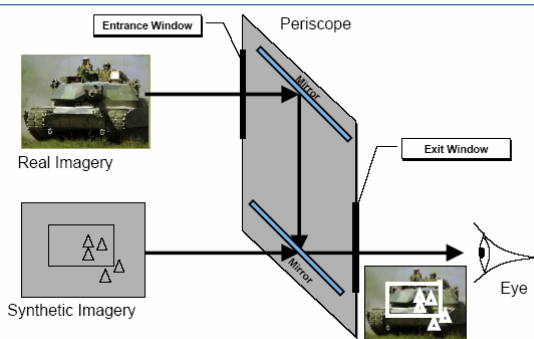 Entrance Window
Periscope
Mirror
Real Imagery
Exit Window
Mirror
Synthetic Imagery
Eye